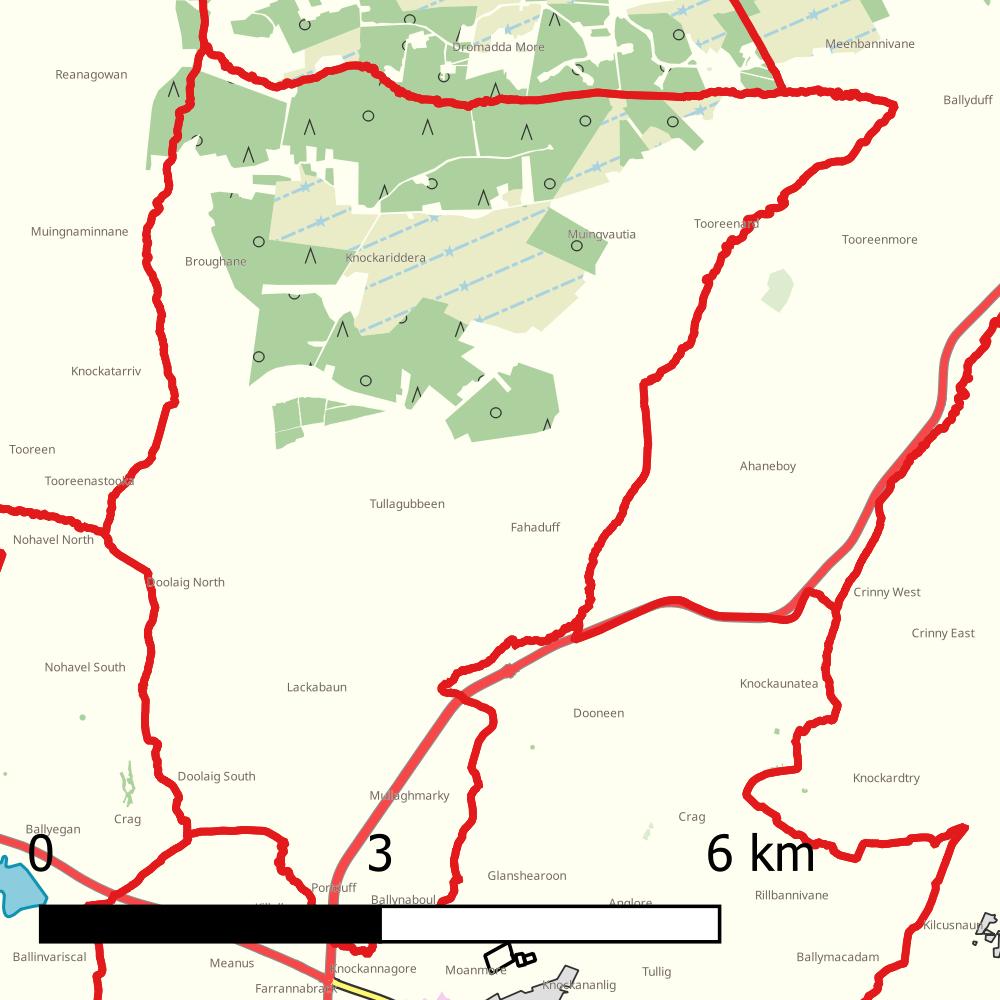 Dromadda More
Meenbannivane
Reanagowan
Ballyduff
Muingnaminnane
Tooreenard
Muingvautia
Tooreenmore
Broughane
Knockariddera
Knockatarriv
Tooreen
Ahaneboy
Tooreenastooka
Tullagubbeen
Fahaduff
Nohavel North
Doolaig North
Crinny West
Crinny East
Nohavel South
Lackabaun
Knockaunatea
Dooneen
Doolaig South
Knockardtry
Mullaghmarky
Crag
Crag
Ballyegan
0 3 6 km
Glanshearoon
Portduff
Rillbannivane
Ballynaboul
Anglore
Kilcusnaun
Ballinvariscal
Meanus
Knockannagore
Moanmore
Tullig
Ballymacadam
Farrannabrack
Knockananlig